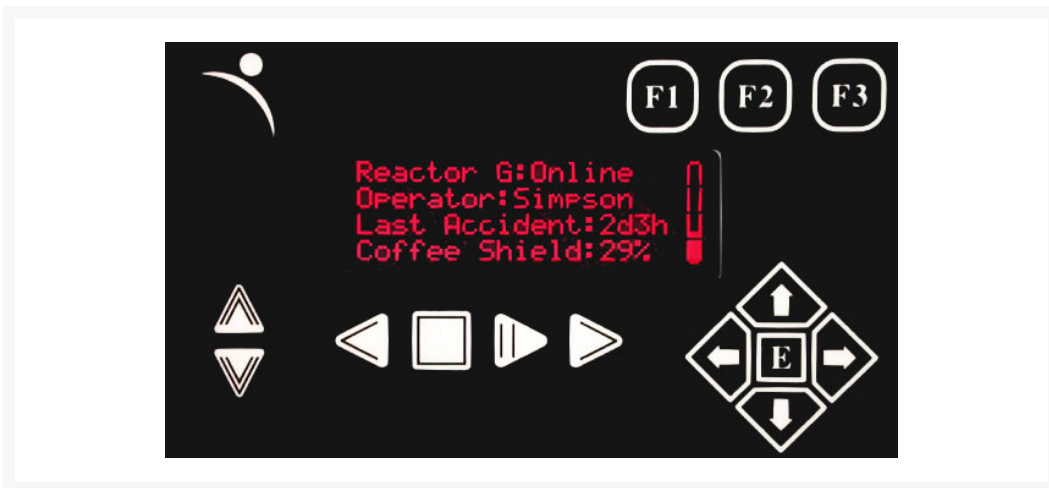 F1 F2 F3
Reactor G:Online
Operator:Simpson
Last Accident:2d3h
Coffee Shield:29%
E